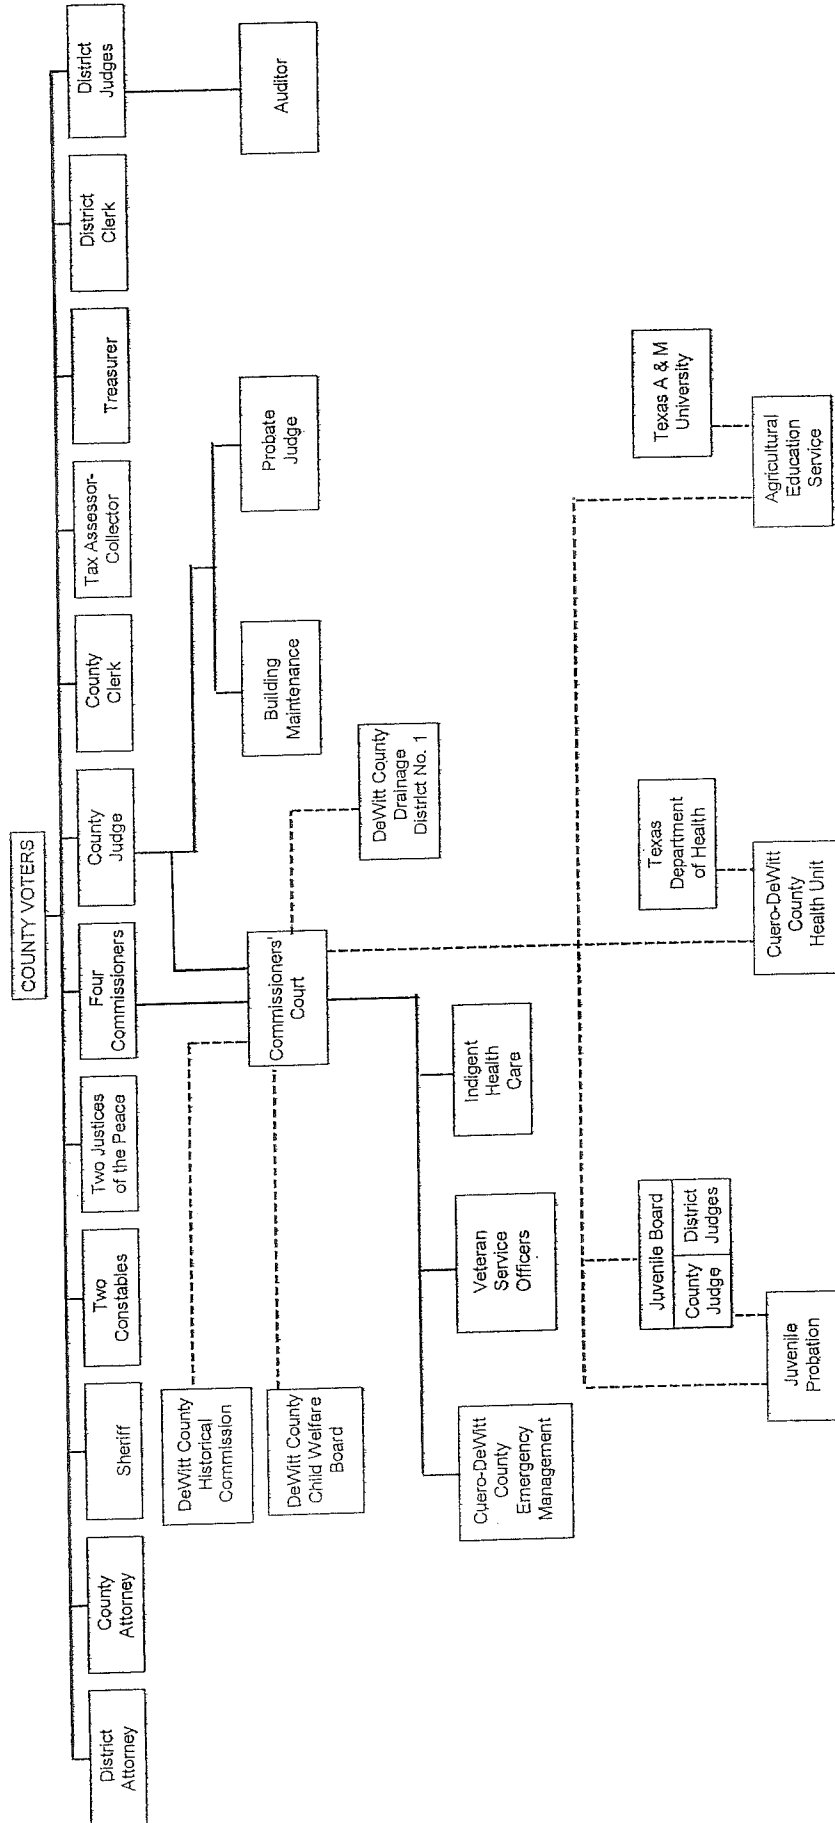 COUNTY VOTERS
District
Attorney
County
Attorney
Sheriff
Two
Constables
Two Justices
of the Peace
Four
Commissioners
County
Judge
County
Clerk
Tax Assessor-
Collector
Treasurer
District
Clerk
District
Judges
DeWitt County
Historical
Commission
DeWitt County
Child Welfare
Board
Commissioners'
Court
Building
Maintenance
Probate
Judge
Auditor
DeWitt County
Drainage
District No. 1
Cuero-DeWitt
County
Emergency
Management
Veteran
Service
Officers
Indigent
Health
Care
Juvenile Board
County
Judge
District
Judges
Texas
Department
of Health
Texas A & M
University
Juvenile
Probation
Cuero-DeWitt
County
Health Unit
Agricultural
Education
Service